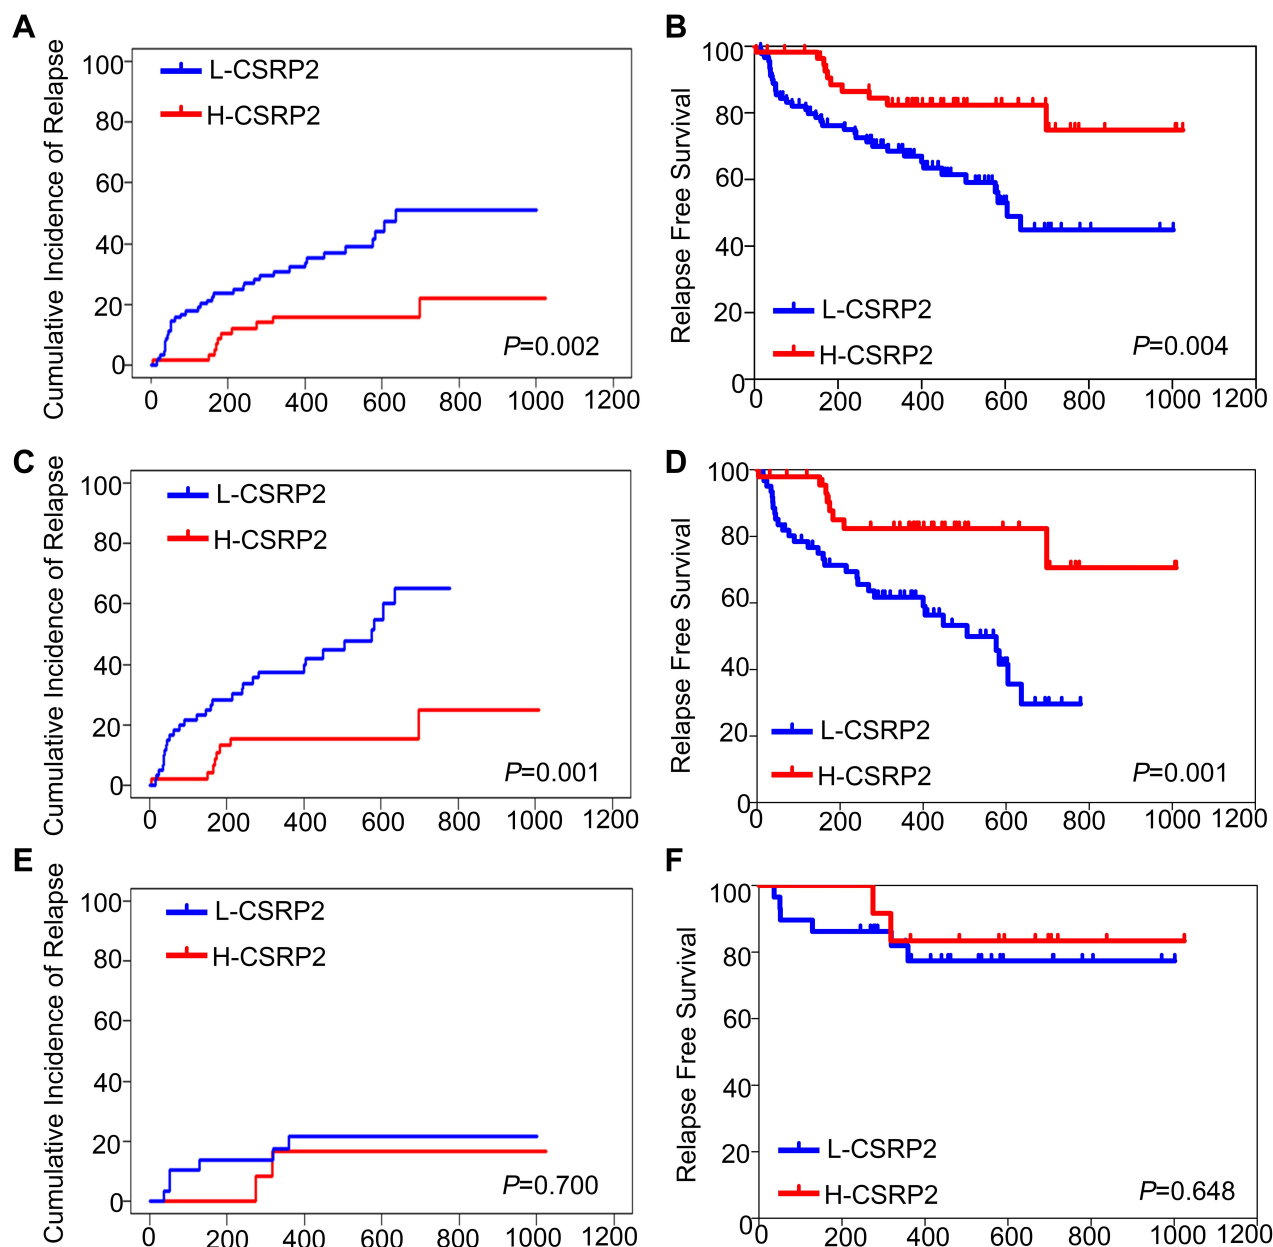 A
Cumulative Incidence of Relapse
100
80
60
40
20
0
L-CSRP2
H-CSRP2
P=0.002
0 200 400 600 800 1000 1200
B
Relapse Free Survival
100
80
60
40
20
0
L-CSRP2
H-CSRP2
P=0.004
0 200 400 600 800 1000 1200
C
Cumulative Incidence of Relapse
100
80
60
40
20
0
L-CSRP2
H-CSRP2
P=0.001
0 200 400 600 800 1000 1200
D
Relapse Free Survival
100
80
60
40
20
0
L-CSRP2
H-CSRP2
P=0.001
0 200 400 600 800 1000 1200
E
Cumulative Incidence of Relapse
100
80
60
40
20
0
L-CSRP2
H-CSRP2
P=0.700
0 200 400 600 800 1000 1200
F
Relapse Free Survival
100
80
60
40
20
0
L-CSRP2
H-CSRP2
P=0.648
0 200 400 600 800 1000 1200